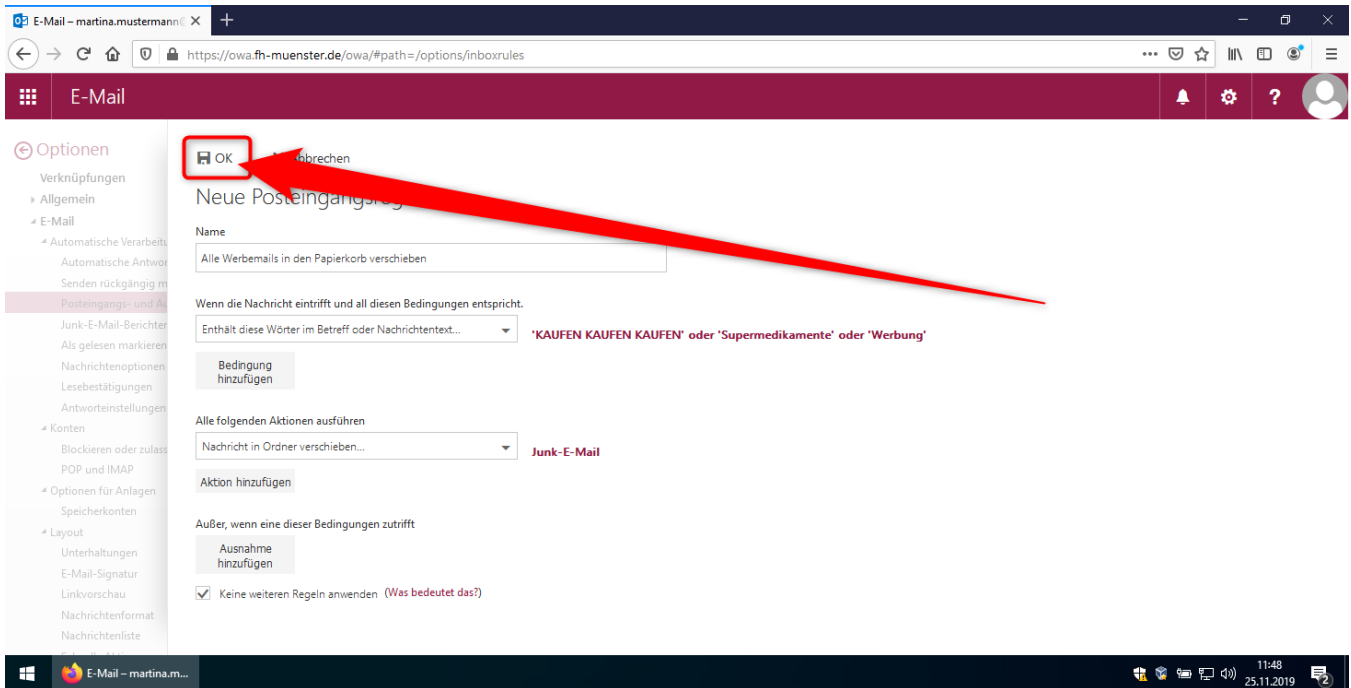 E-Mail – martina.mustermann@
https://owa.fh-muenster.de/owa/#path=/options/inboxrules
E-Mail
?
Optionen
OK
Verknüpfungen
Allgemein
E-Mail
Automatische Verarbeitu
Automatische Antwor
Senden rückgängig m
Posteingangs- und Au
Junk-E-Mail-Berichter
Als gelesen markieren
Nachrichtenoptionen
Lesebestätigungen
Antworteinstellungen
Konten
Blockieren oder zulass
POP und IMAP
Optionen für Anlagen
Speicherkonten
Layout
Unterhaltungen
E-Mail-Signatur
Linkvorschau
Nachrichtenformat
Nachrichtenliste
Neue
Name
Alle Werbemails in den Papierkorb verschieben
Wenn die Nachricht eintrifft und all diesen Bedingungen entspricht.
Enthält diese Wörter im Betreff oder Nachrichtentext...
'KAUFEN KAUFEN KAUFEN' oder 'Supermedikamente' oder 'Werbung'
Bedingung
hinzufügen
Alle folgenden Aktionen ausführen
Nachricht in Ordner verschieben...
Junk-E-Mail
Aktion hinzufügen
Außer, wenn eine dieser Bedingungen zutrifft
Ausnahme
hinzufügen
Keine weiteren Regeln anwenden (Was bedeutet das?)
E-Mail – martina.m...
11:48
25.11.2019
2